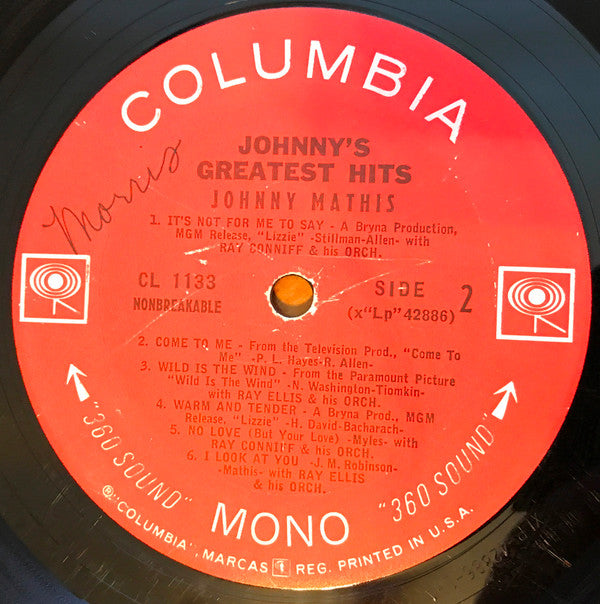 COLUMBIA
JOHNNY'S
GREATEST HITS
JOHNNY MATHIS
Morris
1. IT'S NOT FOR ME TO SAY - A Bryna Production,
MGM Release, "Lizzie" -Stillman-Allen- with
RAY CONNIFF & his ORCH.
CL 1133
NONBREAKABLE
SIDE 2
(x"Lp"42886)
2. COME TO ME - From the Television Prod., "Come To
Me" -P. L. Hayes-R. Allen-
3. WILD IS THE WIND - From the Paramount Picture
"Wild Is The Wind" -N. Washington-Tiomkin-
with RAY ELLIS & his ORCH.
4. WARM AND TENDER - A Bryna Prod., MGM
Release, "Lizzie" -H. David-Bacharach-
5. NO LOVE (But Your Love) -Myles- with
RAY CONNIFF & his ORCH.
6. I LOOK AT YOU -J. M. Robinson-
-Mathis- with RAY ELLIS
& his ORCH.
"360 SOUND"
MONO
"360 SOUND"
®"COLUMBIA", MARCAS REG. PRINTED IN U.S.A.